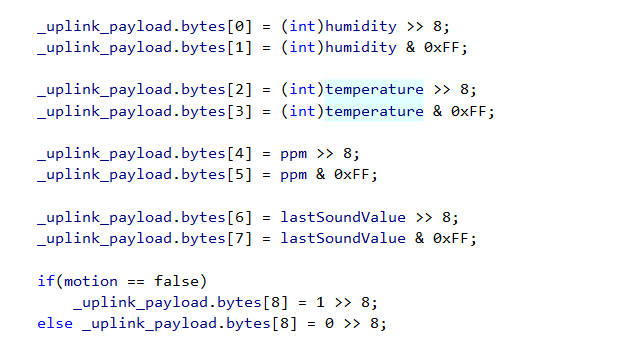 _uplink_payload.bytes[0] = (int)humidity >> 8;
_uplink_payload.bytes[1] = (int)humidity & 0xFF;
_uplink_payload.bytes[2] = (int)temperature >> 8;
_uplink_payload.bytes[3] = (int)temperature & 0xFF;
_uplink_payload.bytes[4] = ppm >> 8;
_uplink_payload.bytes[5] = ppm & 0xFF;
_uplink_payload.bytes[6] = lastSoundValue >> 8;
_uplink_payload.bytes[7] = lastSoundValue & 0xFF;
if(motion == false)
_uplink_payload.bytes[8] = 1 >> 8;
else _uplink_payload.bytes[8] = 0 >> 8;